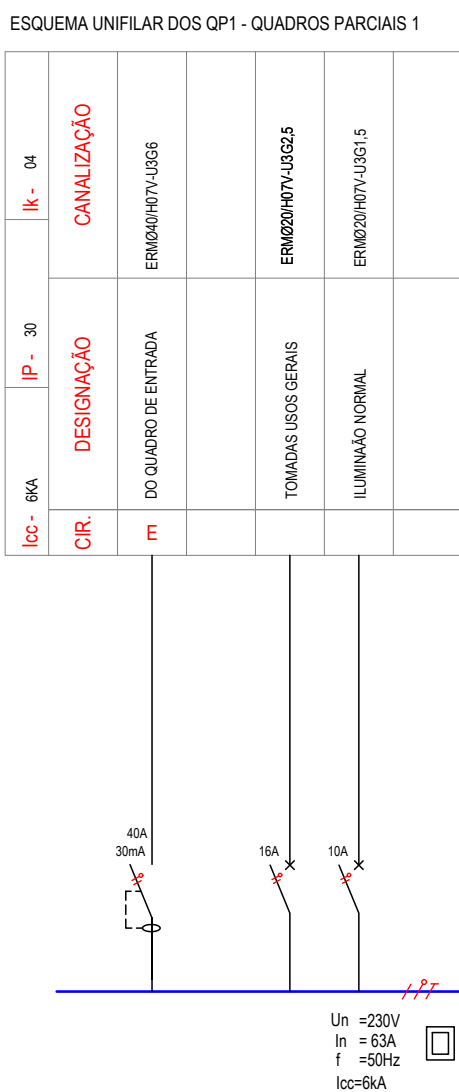 ESQUEMA UNIFILAR DOS QP1 - QUADROS PARCIAIS 1
Icc - 6KA
IP - 30
Ik - 04
CIR.
DESIGNAÇÃO
CANALIZAÇÃO
E
DO QUADRO DE ENTRADA
ERMØ40/H07V-U3G6
TOMADAS USOS GERAIS
ERMØ20/H07V-U3G2,5
ILUMINAÃO NORMAL
ERMØ20/H07V-U3G1,5
40A
30mA
16A
10A
Un =230V
In = 63A
f =50Hz
Icc=6kA